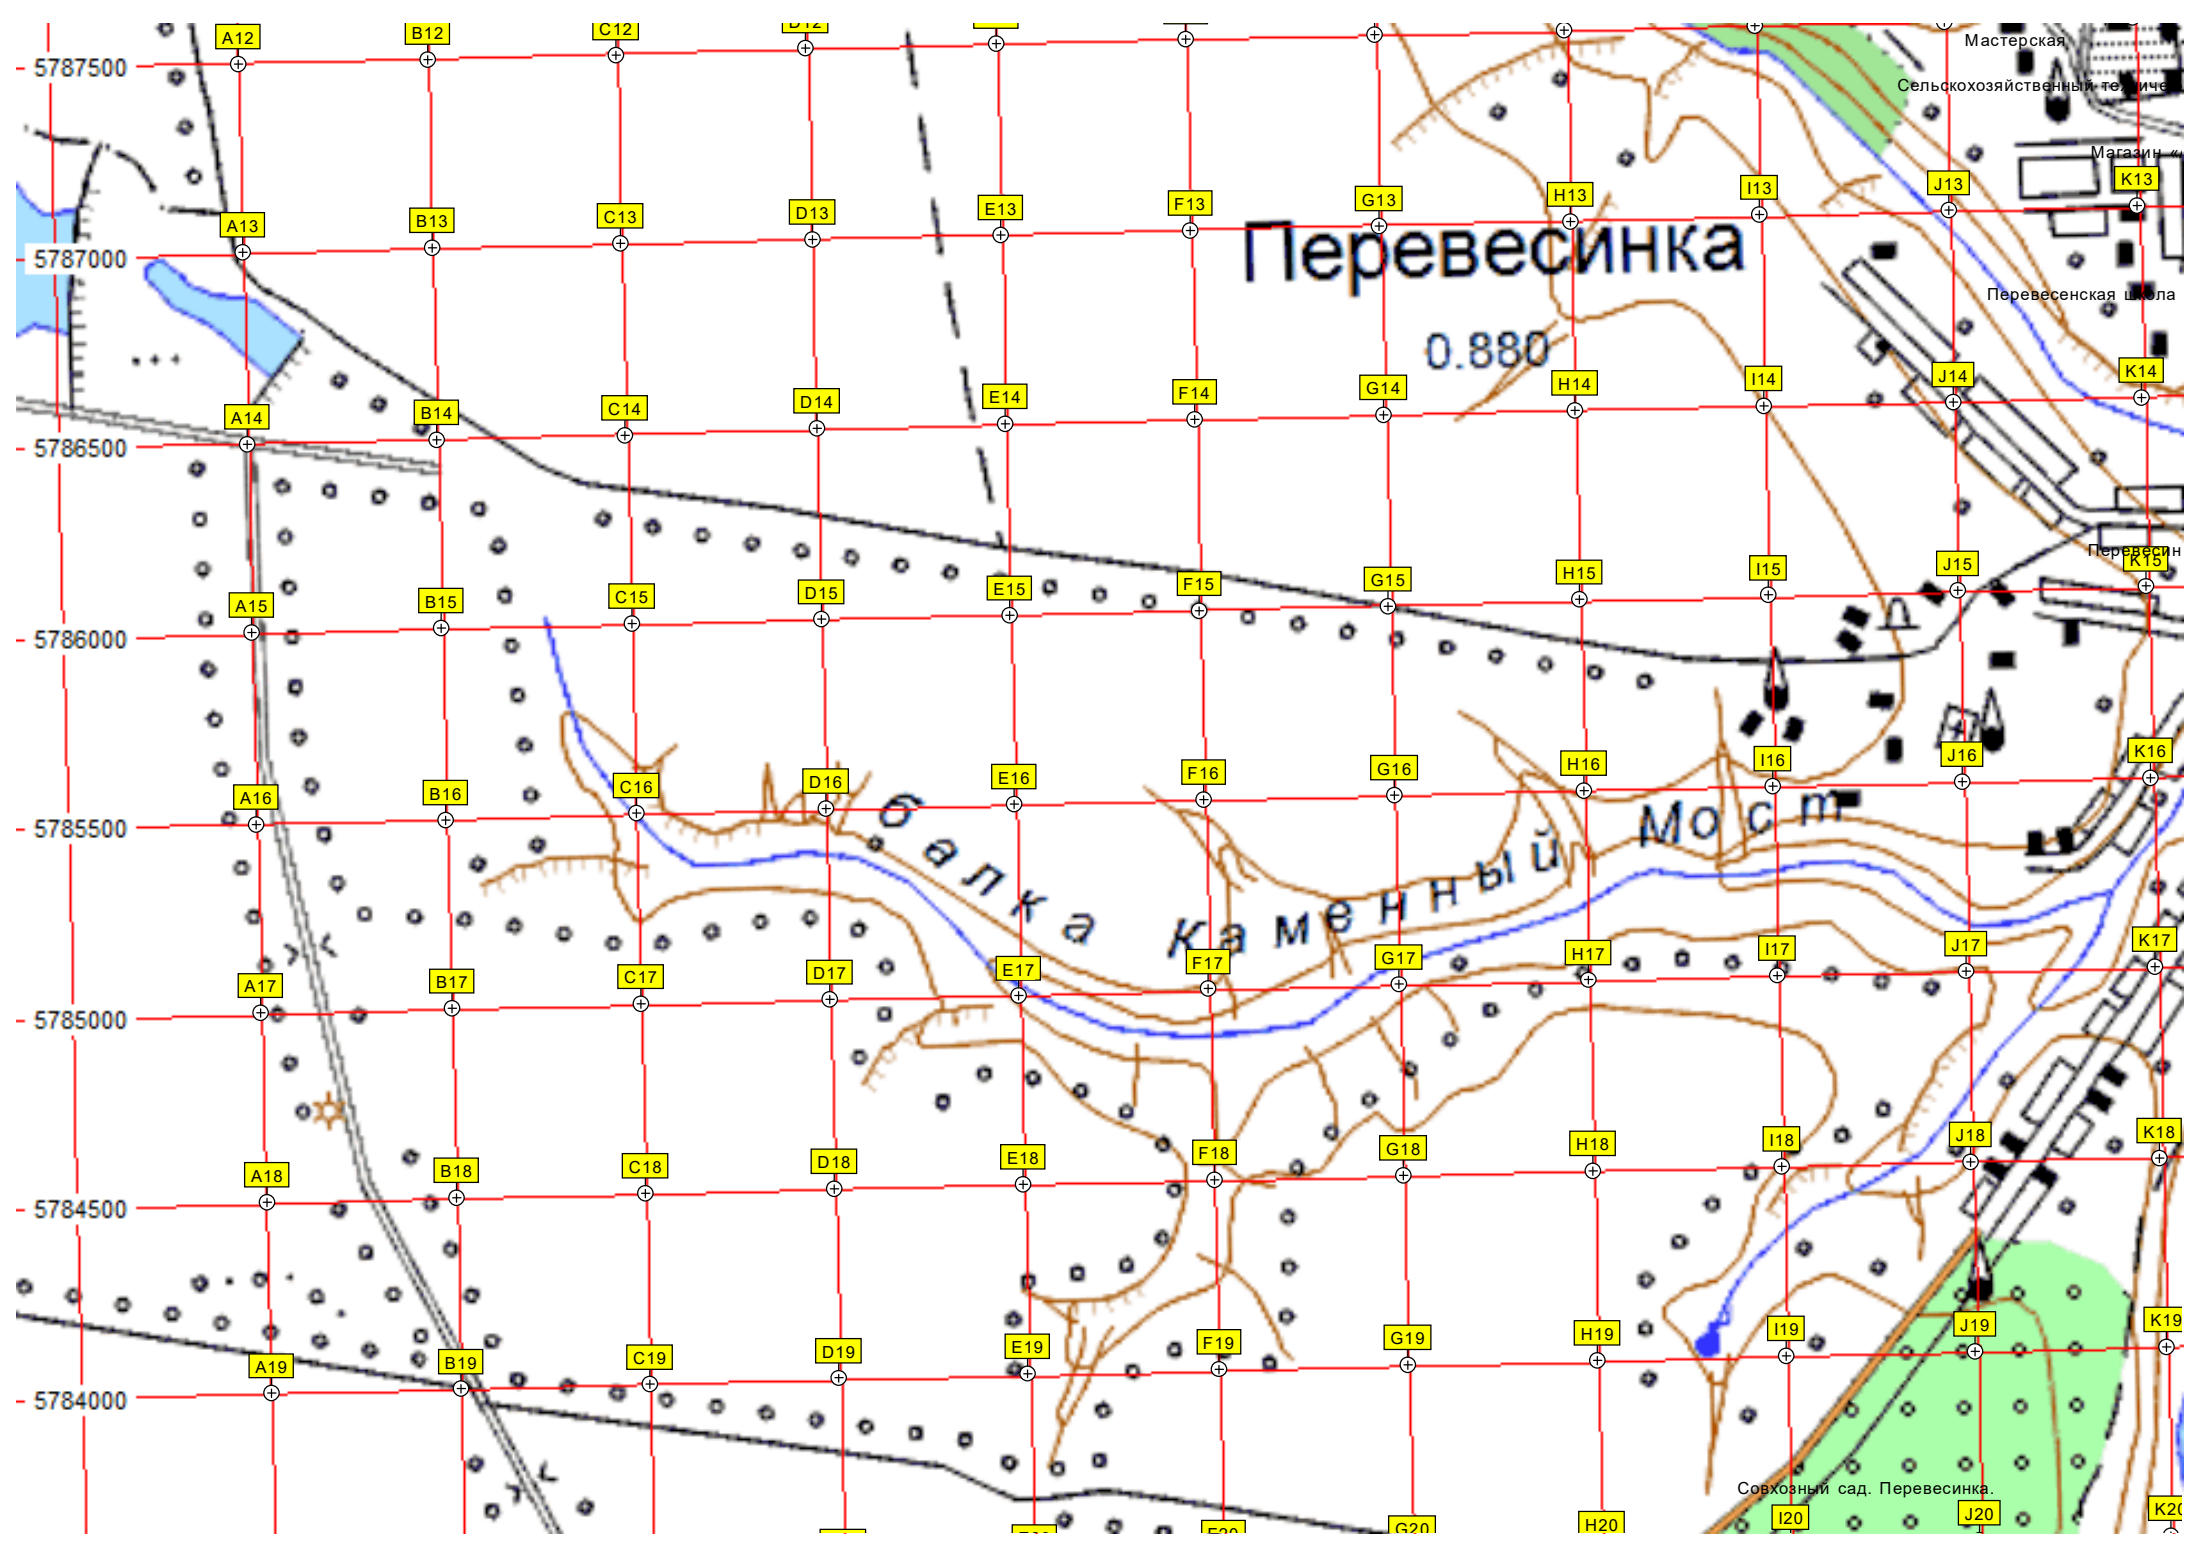 A12 B12 C12 D12
5787500
Мастерская
Сельскохозяйственный техниче
Магазин «
A13 B13 C13 D13 E13 F13 G13 H13 I13 J13 K13
5787000
Перевесинка
Перевесенская школа
0.880
A14 B14 C14 D14 E14 F14 G14 H14 I14 J14 K14
5786500
Перевесин
A15 B15 C15 D15 E15 F15 G15 H15 I15 J15 K15
5786000
A16 B16 C16 D16 E16 F16 G16 H16 I16 J16 K16
5785500
балка Каменный Мост
A17 B17 C17 D17 E17 F17 G17 H17 I17 J17 K17
5785000
A18 B18 C18 D18 E18 F18 G18 H18 I18 J18 K18
5784500
A19 B19 C19 D19 E19 F19 G19 H19 I19 J19 K19
5784000
Совхозный сад. Перевесинка.
F20 G20 H20 I20 J20 K20